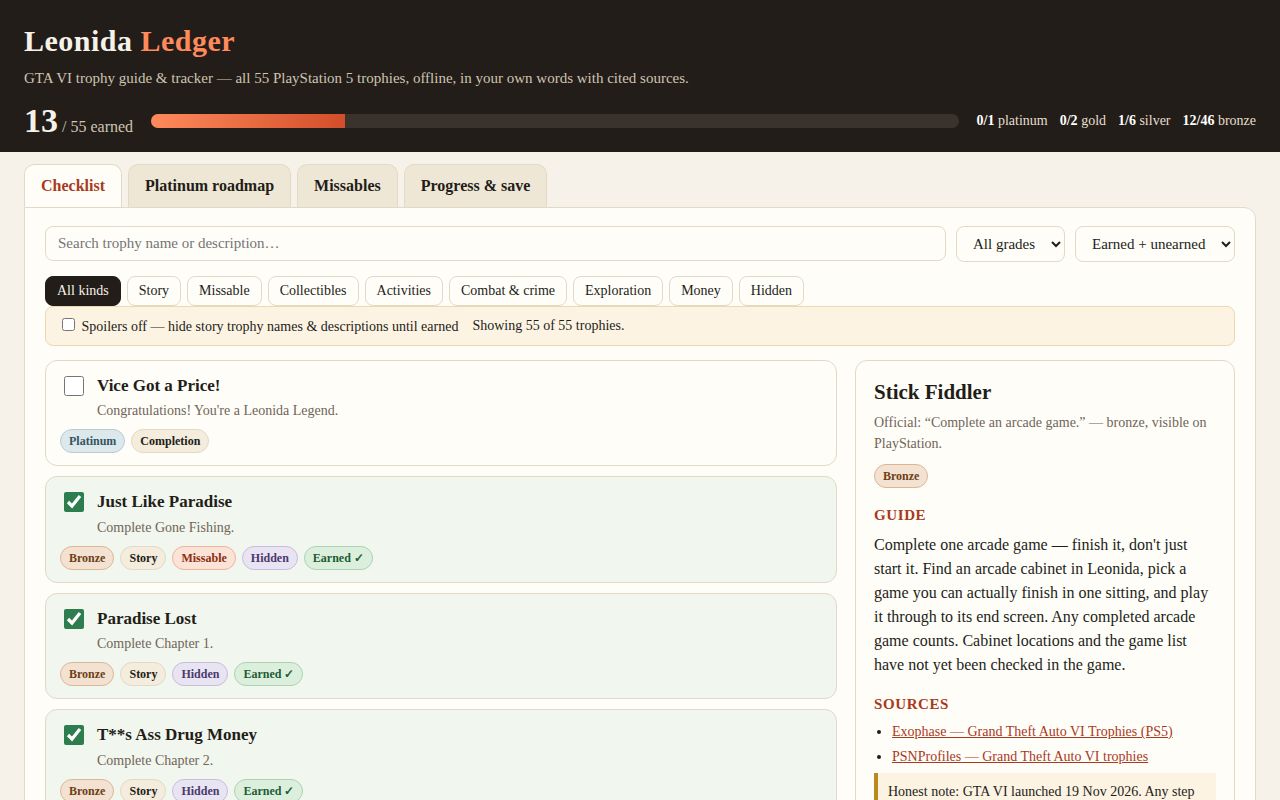 Leonida Ledger
GTA VI trophy guide & tracker — all 55 PlayStation 5 trophies, offline, in your own words with cited sources.
13 / 55 earned
0/1 platinum 0/2 gold 1/6 silver 12/46 bronze
Checklist
Platinum roadmap
Missables
Progress & save
Search trophy name or description…
All grades
Earned + unearned
All kinds
Story
Missable
Collectibles
Activities
Combat & crime
Exploration
Money
Hidden
Spoilers off — hide story trophy names & descriptions until earned
Showing 55 of 55 trophies.
Vice Got a Price!
Congratulations! You're a Leonida Legend.
Platinum
Completion
Just Like Paradise
Complete Gone Fishing.
Bronze
Story
Missable
Hidden
Earned ✓
Paradise Lost
Complete Chapter 1.
Bronze
Story
Hidden
Earned ✓
T**s Ass Drug Money
Complete Chapter 2.
Bronze
Story
Hidden
Earned ✓
Stick Fiddler
Official: “Complete an arcade game.” — bronze, visible on
PlayStation.
Bronze
GUIDE
Complete one arcade game — finish it, don't just
start it. Find an arcade cabinet in Leonida, pick a
game you can actually finish in one sitting, and play
it through to its end screen. Any completed arcade
game counts. Cabinet locations and the game list
have not yet been checked in the game.
SOURCES
Exophase — Grand Theft Auto VI Trophies (PS5)
PSNProfiles — Grand Theft Auto VI trophies
Honest note: GTA VI launched 19 Nov 2026. Any step